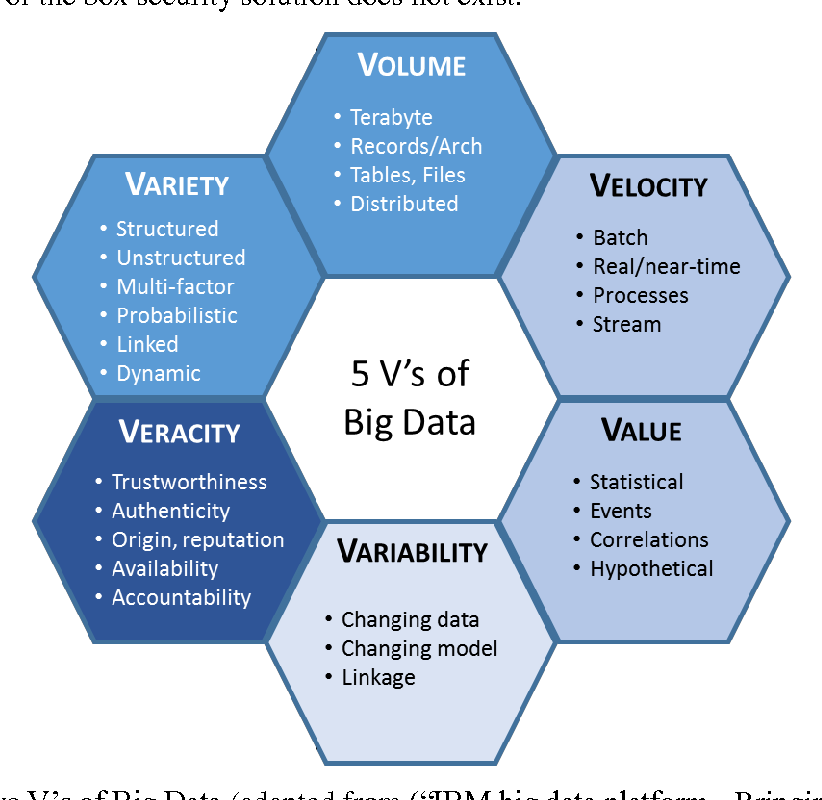 of the box security solution does not exist.
VOLUME
• Terabyte
• Records/Arch
• Tables, Files
• Distributed
VARIETY
• Structured
• Unstructured
• Multi-factor
• Probabilistic
• Linked
• Dynamic
VELOCITY
• Batch
• Real/near-time
• Processes
• Stream
5 V's of
Big Data
VERACITY
• Trustworthiness
• Authenticity
• Origin, reputation
• Availability
• Accountability
VALUE
• Statistical
• Events
• Correlations
• Hypothetical
VARIABILITY
• Changing data
• Changing model
• Linkage
V's of Big Data (adapted from ("IBM big data platform